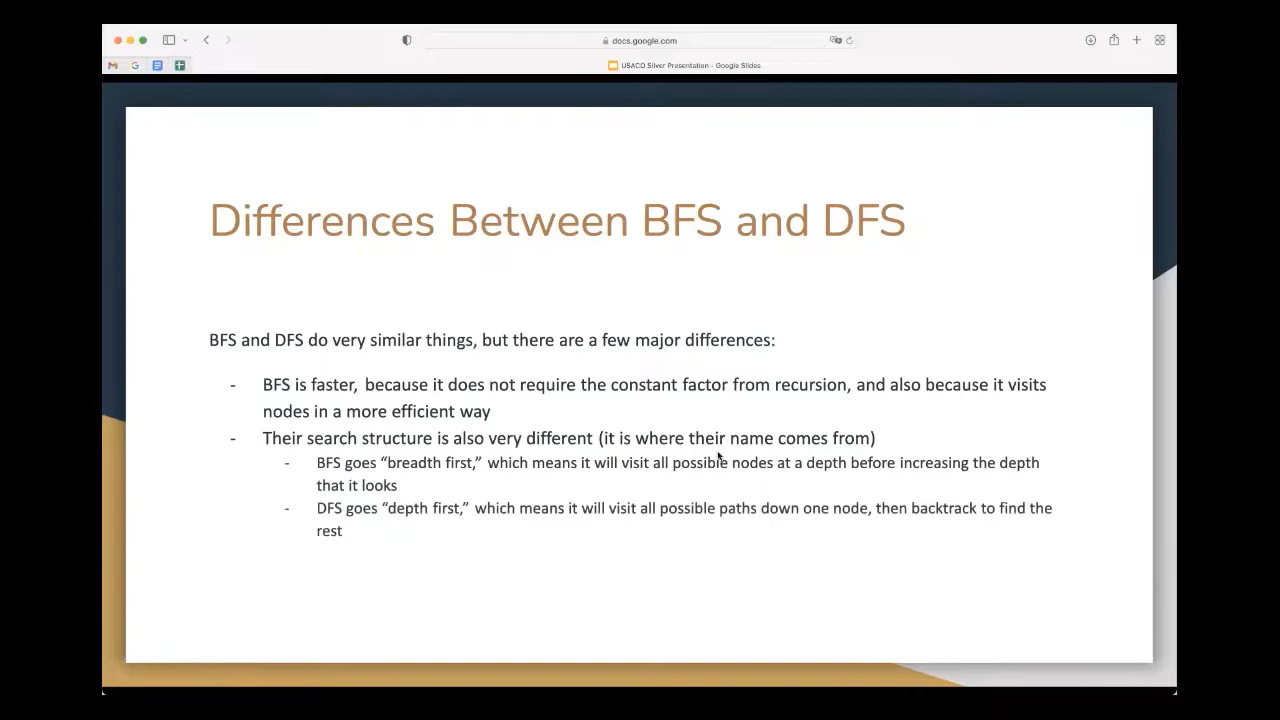 docs.google.com
USACO Silver Presentation - Google Slides
Differences Between BFS and DFS
BFS and DFS do very similar things, but there are a few major differences:
- BFS is faster, because it does not require the constant factor from recursion, and also because it visits
nodes in a more efficient way
- Their search structure is also very different (it is where their name comes from)
- BFS goes “breadth first,” which means it will visit all possible nodes at a depth before increasing the depth
that it looks
- DFS goes “depth first,” which means it will visit all possible paths down one node, then backtrack to find the
rest